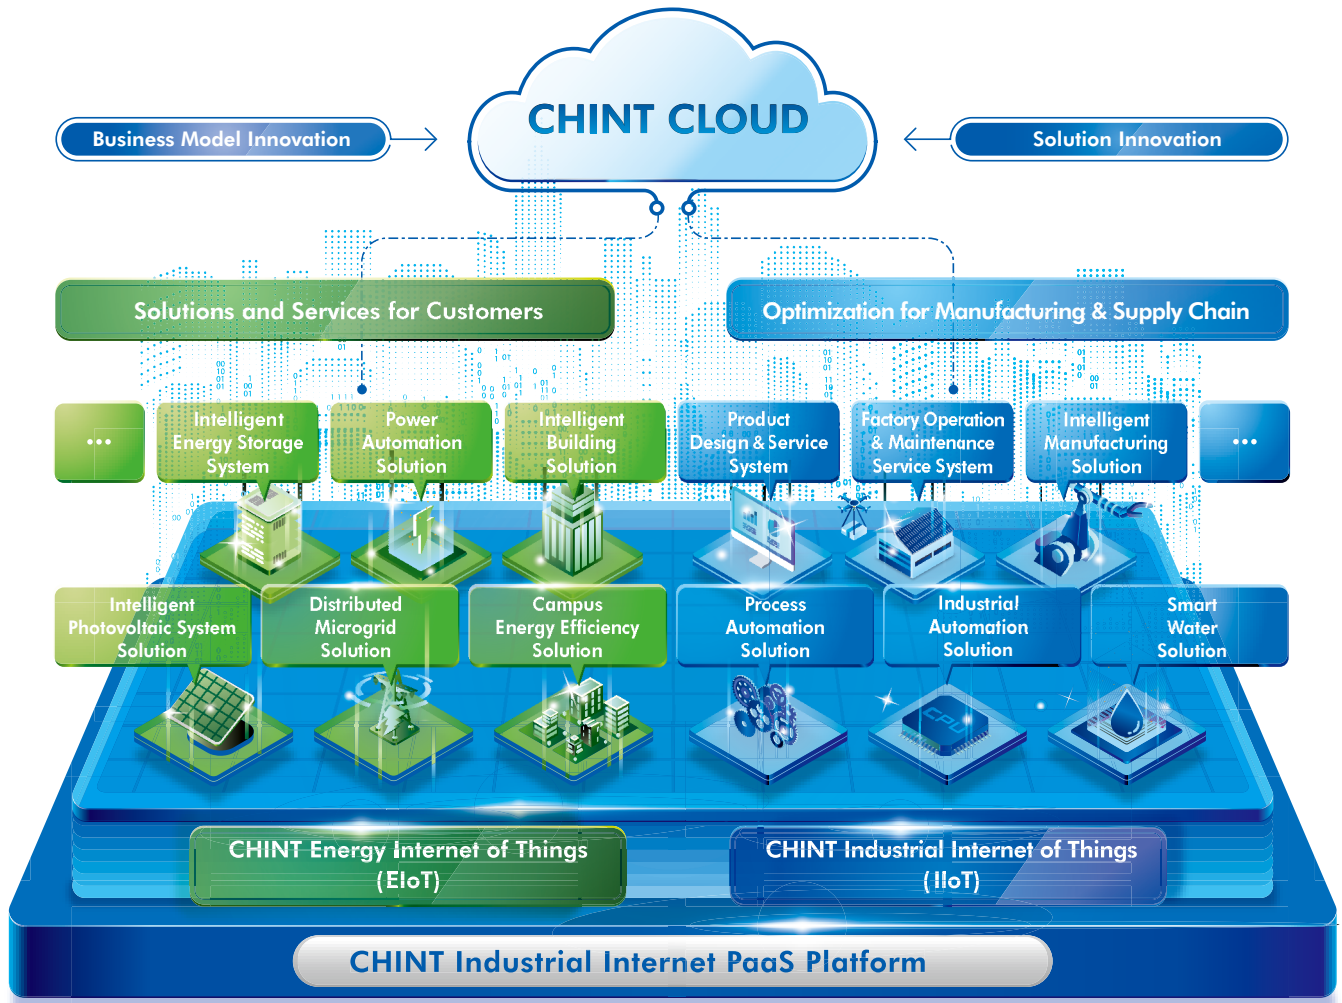 CHINT CLOUD
Business Model Innovation
Solution Innovation
Solutions and Services for Customers
Optimization for Manufacturing & Supply Chain
...
Intelligent
Energy Storage
System
Power
Automation
Solution
Intelligent
Building
Solution
Product
Design & Service
System
Factory Operation
& Maintenance
Service System
Intelligent
Manufacturing
Solution
...
Intelligent
Photovoltaic System
Solution
Distributed
Microgrid
Solution
Campus
Energy Efficiency
Solution
Process
Automation
Solution
Industrial
Automation
Solution
Smart
Water
Solution
CPU
CHINT Energy Internet of Things
(EIoT)
CHINT Industrial Internet of Things
(IIoT)
CHINT Industrial Internet PaaS Platform